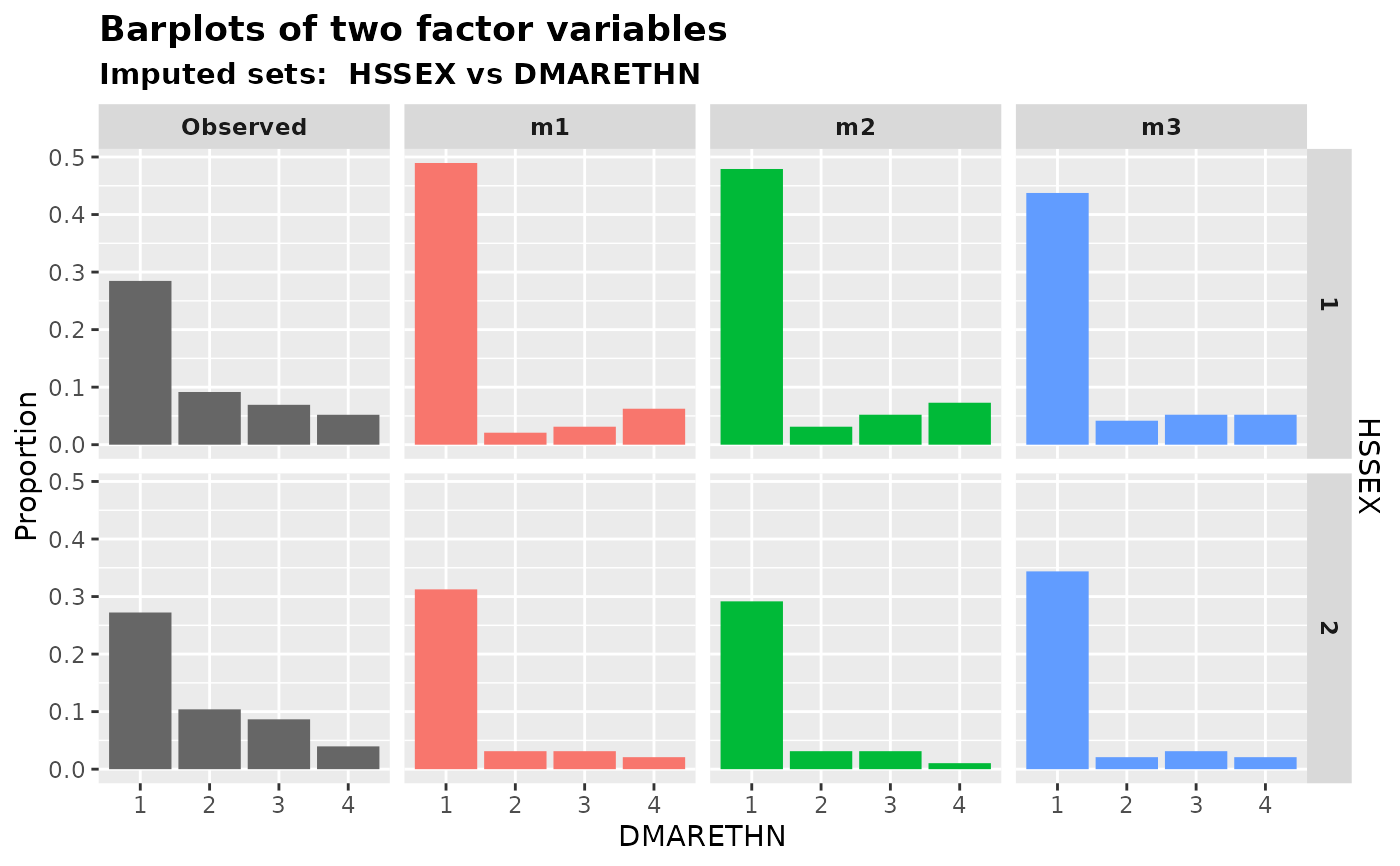 Barplots of two factor variables
Imputed sets:  HSSEX vs DMARETHN
Observed m1 m2 m3
0.5
0.4
0.3
0.2
0.1
0.0
1
Proportion
HSSEX
0.5
0.4
0.3
0.2
0.1
0.0
2
1 2 3 4 1 2 3 4 1 2 3 4 1 2 3 4
DMARETHN